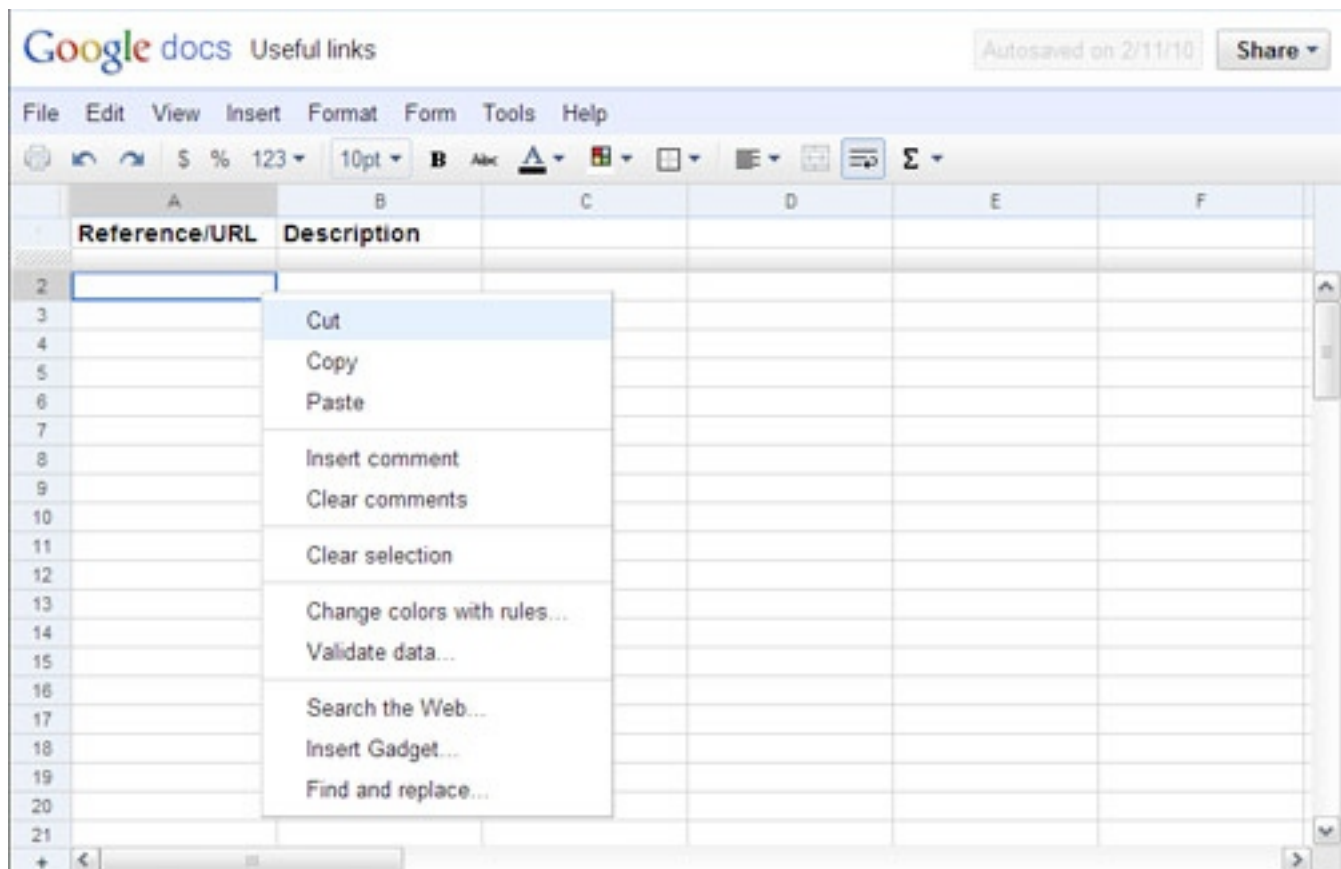 Google docs Useful links Autosaved on 2/11/10 Share
File Edit View Insert Format Form Tools Help
$ % 123 10pt B Abc A Σ
A B C D E F
Reference/URL Description
2
3
Cut
4
Copy
5
6
Paste
7
8
Insert comment
9
Clear comments
10
11
Clear selection
12
13
Change colors with rules...
14
Validate data...
15
16
Search the Web...
17
18
Insert Gadget...
19
Find and replace...
20
21
+